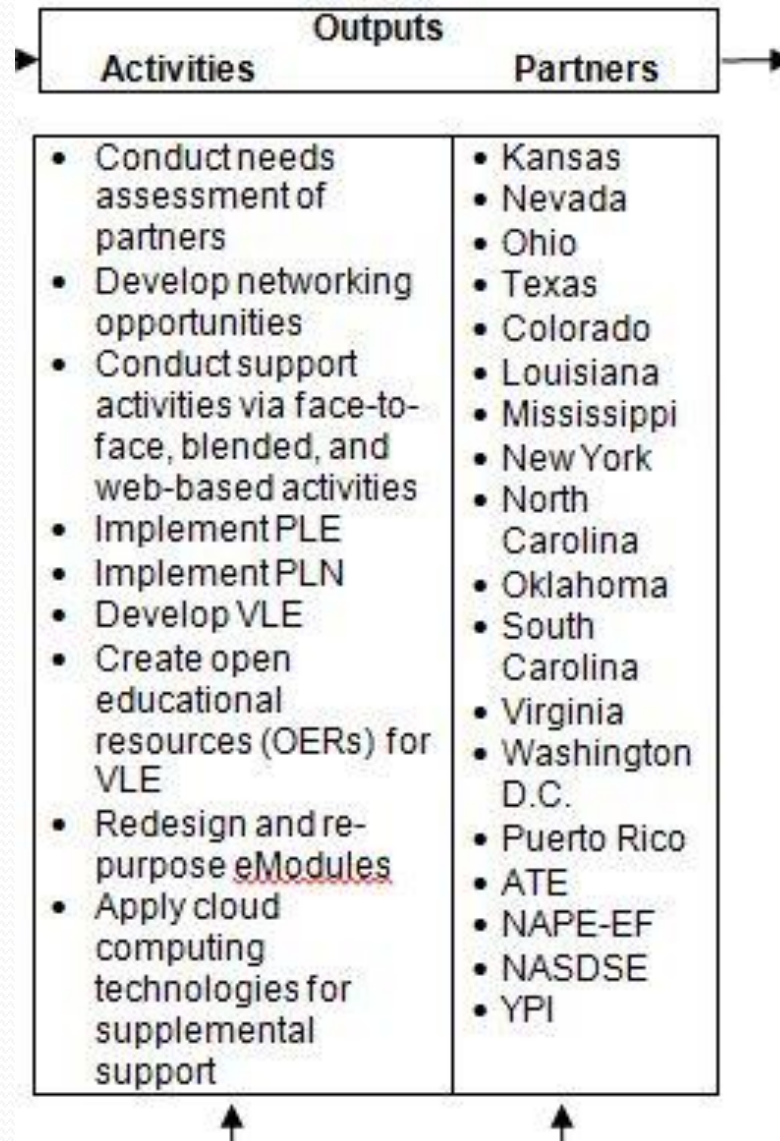 Outputs
Activities Partners
• Conduct needs
assessment of
partners
• Develop networking
opportunities
• Conduct support
activities via face-to-
face, blended, and
web-based activities
• Implement PLE
• Implement PLN
• Develop VLE
• Create open
educational
resources (OERs) for
VLE
• Redesign and re-
purpose eModules
• Apply cloud
computing
technologies for
supplemental
support
• Kansas
• Nevada
• Ohio
• Texas
• Colorado
• Louisiana
• Mississippi
• New York
• North
Carolina
• Oklahoma
• South
Carolina
• Virginia
• Washington
D.C.
• Puerto Rico
• ATE
• NAPE-EF
• NASDSE
• YPI